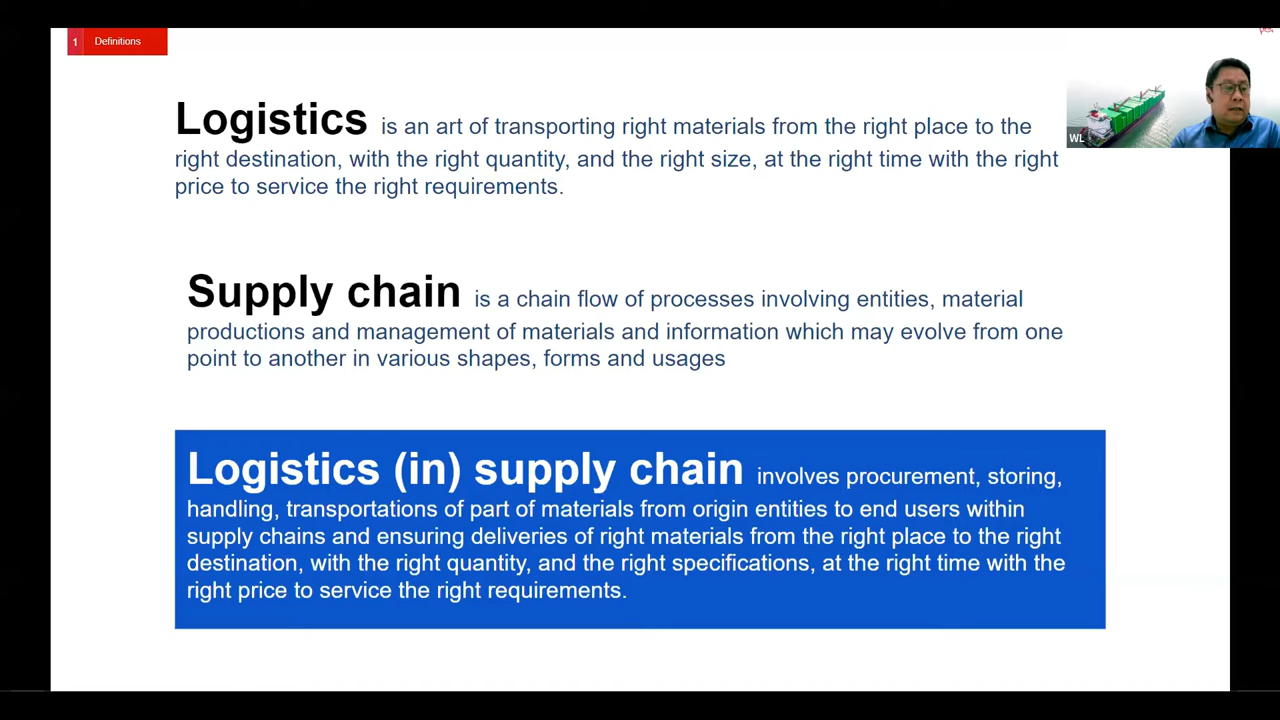 1 Definitions
Logistics is an art of transporting right materials from the right place to the
right destination, with the right quantity, and the right size, at the right time with the right
price to service the right requirements.
WL
Supply chain is a chain flow of processes involving entities, material
productions and management of materials and information which may evolve from one
point to another in various shapes, forms and usages
Logistics (in) supply chain involves procurement, storing,
handling, transportations of part of materials from origin entities to end users within
supply chains and ensuring deliveries of right materials from the right place to the right
destination, with the right quantity, and the right specifications, at the right time with the
right price to service the right requirements.